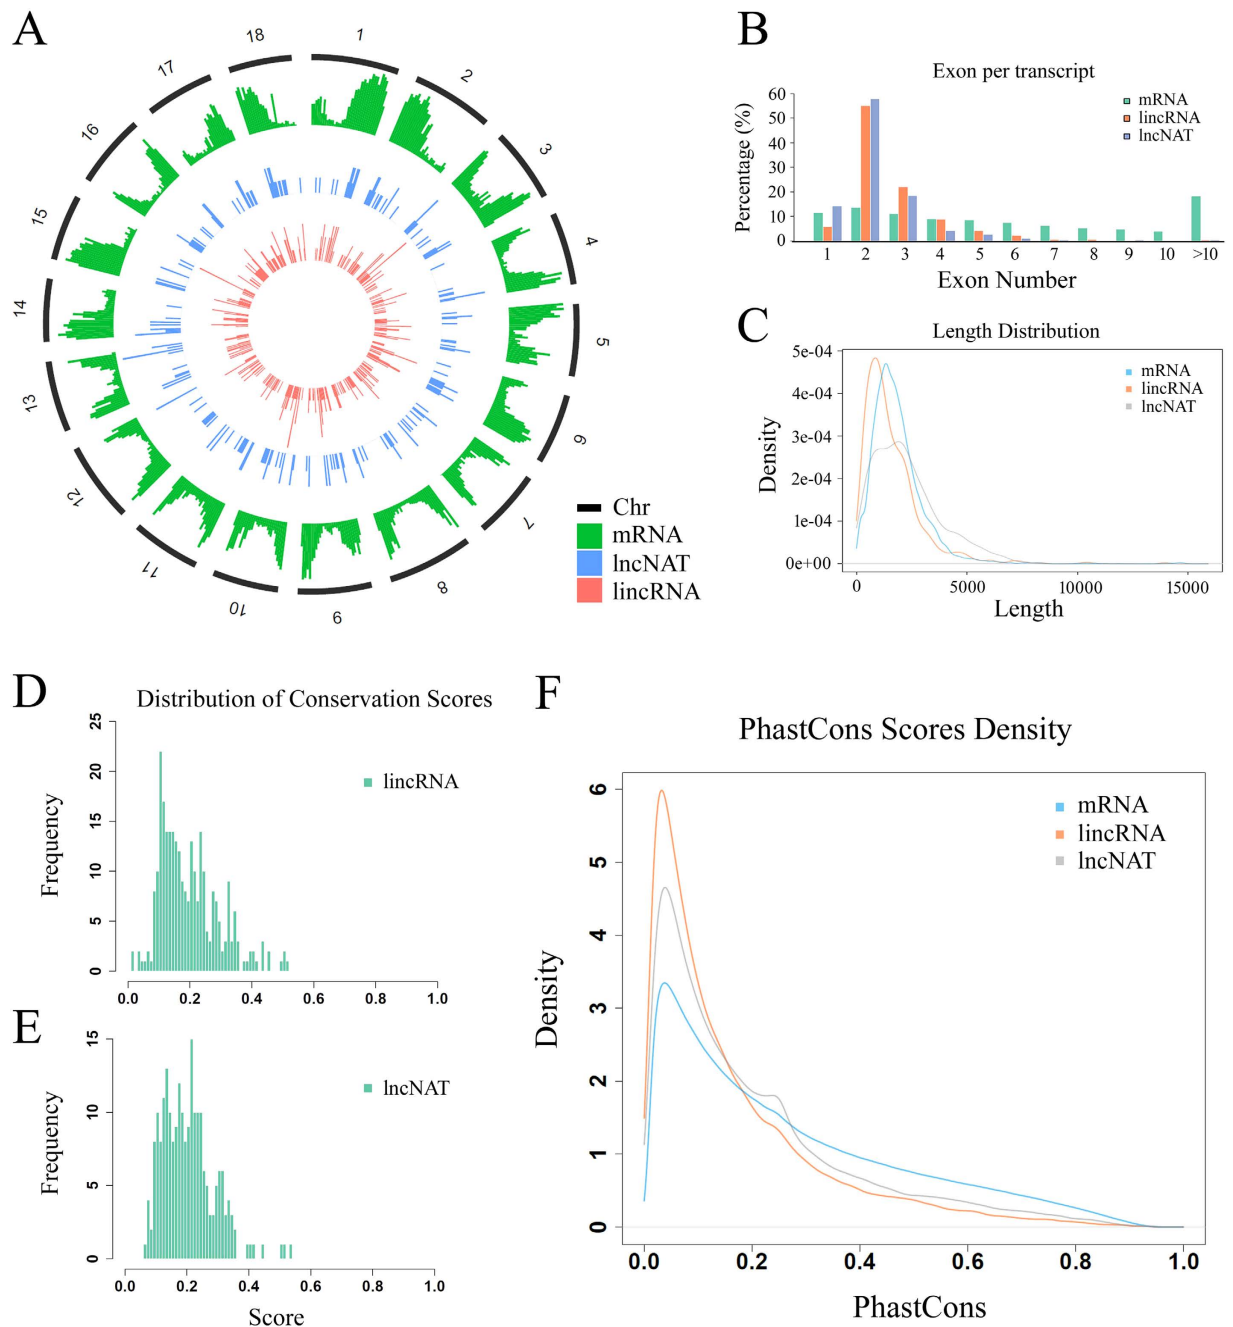 A
1
2
3
4
5
6
7
8
9
10
11
12
13
14
15
16
17
18
Chr
mRNA
lncNAT
lincRNA
B
Exon per transcript
Percentage (%)
60
50
40
30
20
10
0
mRNA
lincRNA
lncNAT
1 2 3 4 5 6 7 8 9 10 >10
Exon Number
C
Length Distribution
Density
5e-04
4e-04
3e-04
2e-04
1e-04
0e+00
mRNA
lincRNA
lncNAT
0 5000 10000 15000
Length
D
Distribution of Conservation Scores
Frequency
25
20
15
10
5
0
lincRNA
0.0 0.2 0.4 0.6 0.8 1.0
E
Frequency
15
10
5
0
lncNAT
0.0 0.2 0.4 0.6 0.8 1.0
Score
F
PhastCons Scores Density
Density
6
5
4
3
2
1
0
mRNA
lincRNA
lncNAT
0.0 0.2 0.4 0.6 0.8 1.0
PhastCons